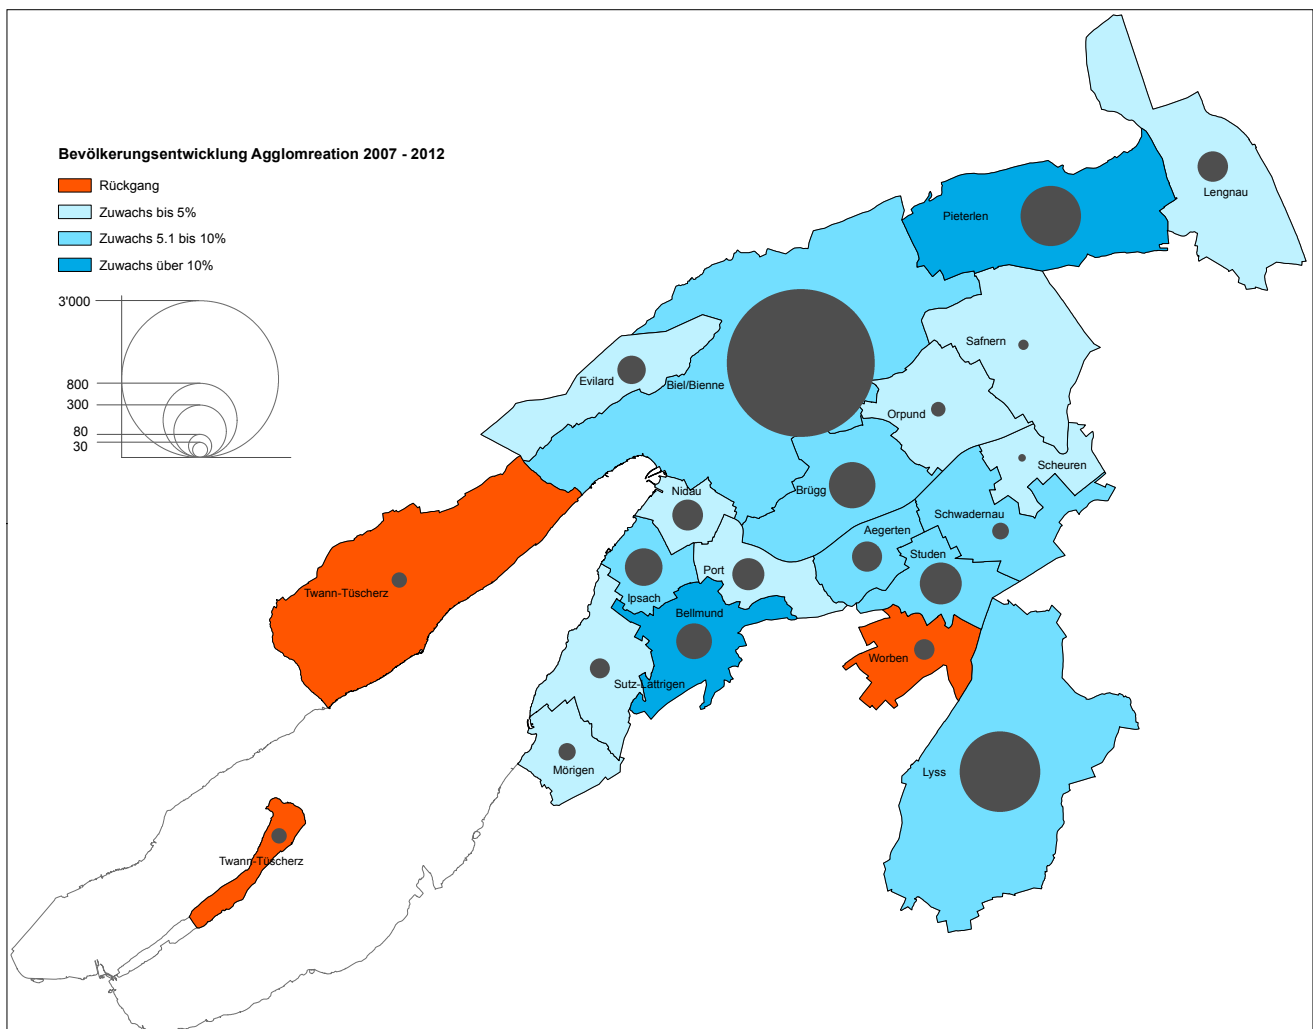 Bevölkerungsentwicklung Agglomreation 2007 - 2012
Rückgang
Zuwachs bis 5%
Zuwachs 5.1 bis 10%
Zuwachs über 10%
3'000
800
300
80
30
Lengnau
Pieterlen
Safnern
Evilard
Biel/Bienne
Orpund
Scheuren
Nidau
Brügg
Schwadernau
Aegerten
Studen
Port
Ipsach
Twann-Tüscherz
Bellmund
Worben
Sutz-Lattrigen
Mörigen
Lyss
Twann-Tüscherz